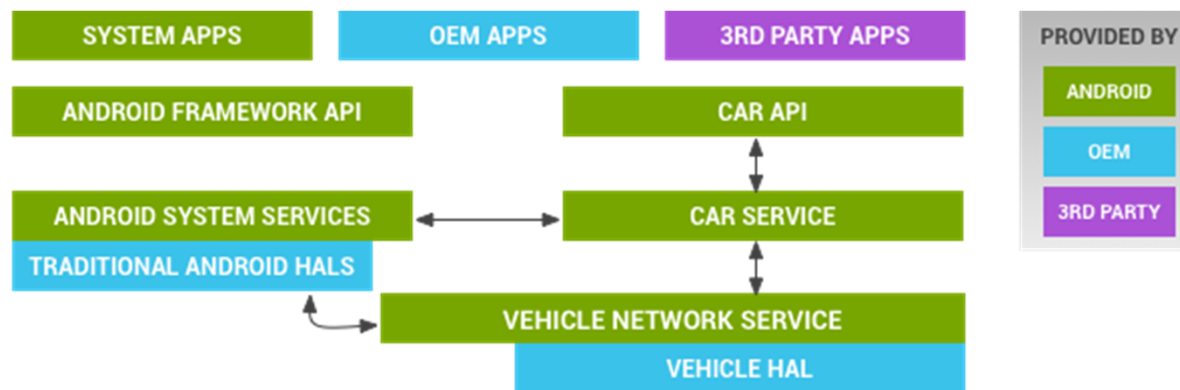 SYSTEM APPS
OEM APPS
3RD PARTY APPS
ANDROID FRAMEWORK API
CAR API
ANDROID SYSTEM SERVICES
CAR SERVICE
TRADITIONAL ANDROID HALS
VEHICLE NETWORK SERVICE
VEHICLE HAL
PROVIDED BY
ANDROID
OEM
3RD PARTY